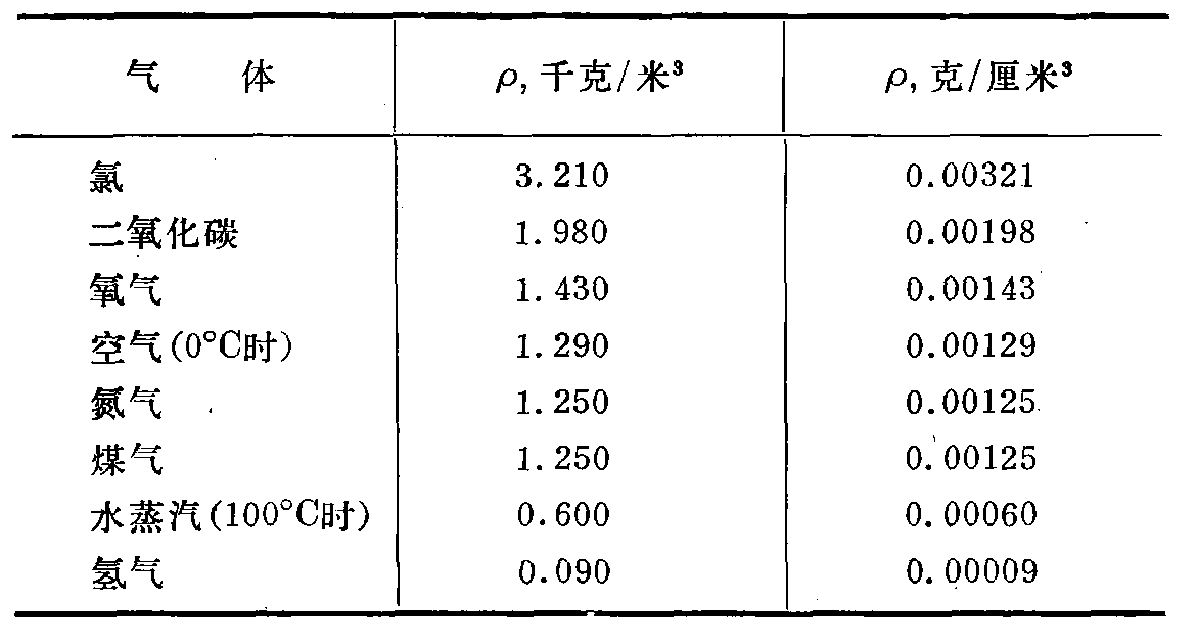 气 体 ρ, 千克/米³ ρ, 克/厘米³
氯 3.210 0.00321
二氧化碳 1.980 0.00198
氧气 1.430 0.00143
空气(0°C时) 1.290 0.00129
氮气 1.250 0.00125
煤气 1.250 0.00125
水蒸汽(100°C时) 0.600 0.00060
氢气 0.090 0.00009